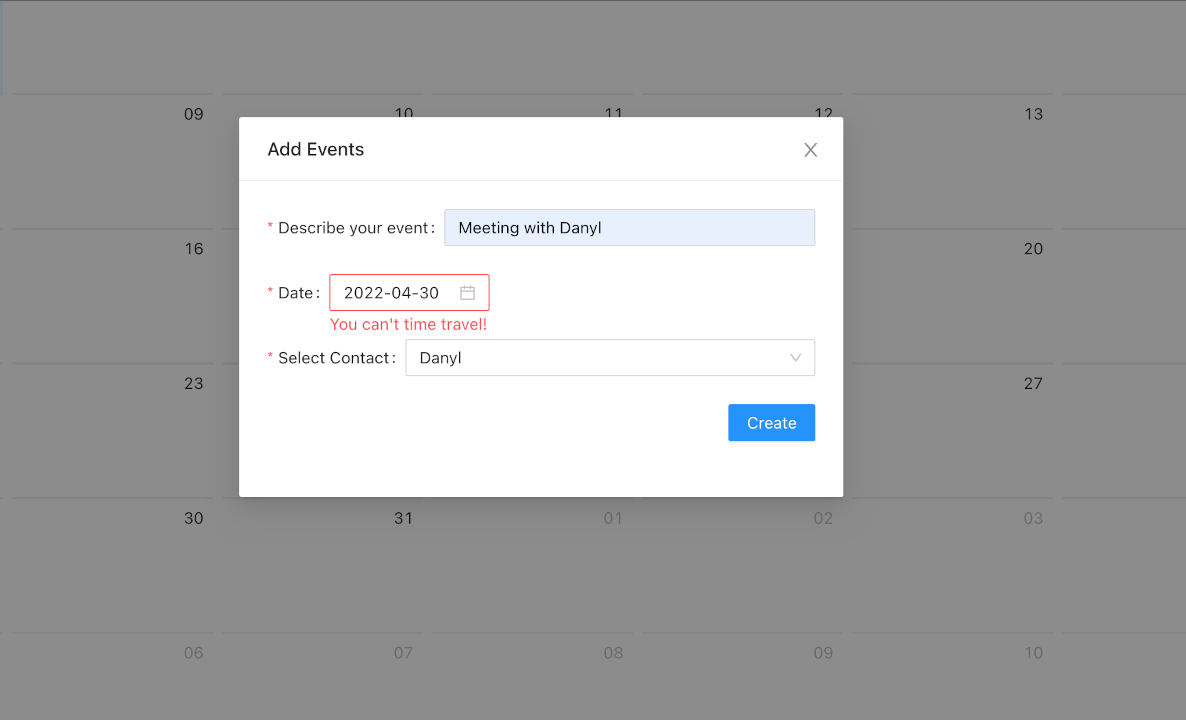 09 10 11 12 13
Add Events
* Describe your event: Meeting with Danyl
16 20
* Date: 2022-04-30
You can't time travel!
* Select Contact: Danyl
23 27
Create
30 31 01 02 03
06 07 08 09 10